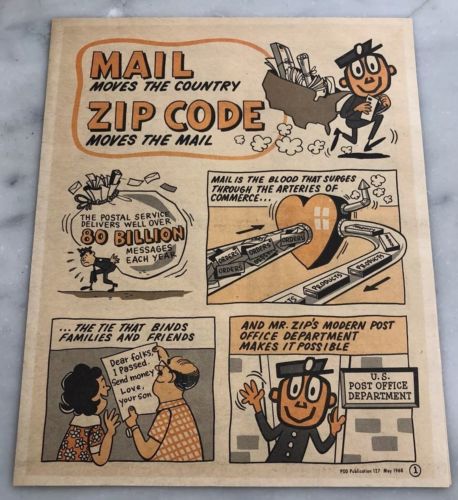 MAIL
MOVES THE COUNTRY
ZIP CODE
MOVES THE MAIL
THE POSTAL SERVICE
DELIVERS WELL OVER
80 BILLION
MESSAGES
EACH YEAR
MAIL IS THE BLOOD THAT SURGES
THROUGH THE ARTERIES OF
COMMERCE...
ORDERS
ORDERS
ORDERS
ORDERS
ORDERS
PRODUCTS
PRODUCTS
...THE TIE THAT BINDS
FAMILIES AND FRIENDS
Dear folks,
I Passed.
Send money
Love,
your son
AND MR. ZIP'S MODERN POST
OFFICE DEPARTMENT
MAKES IT POSSIBLE
U.S.
POST OFFICE
DEPARTMENT
POD Publication 127 May 1966 1